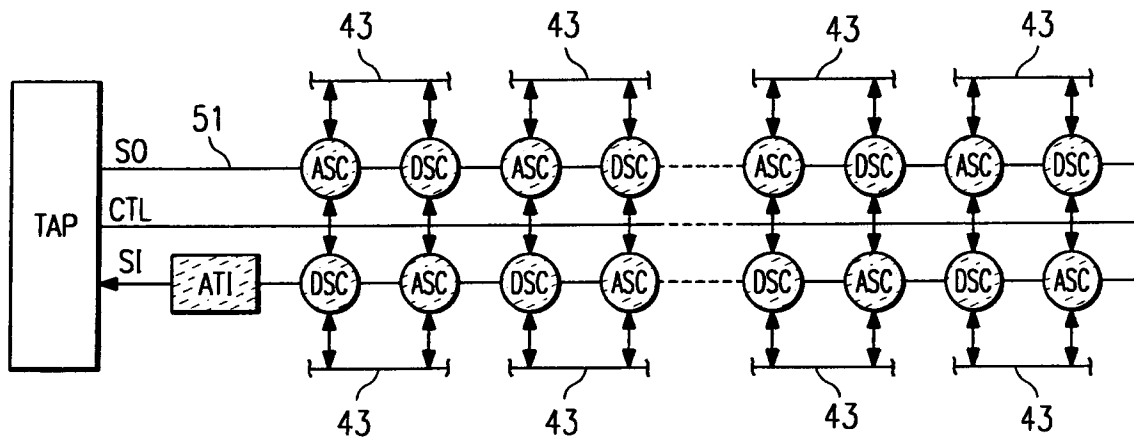 43 43 43 43
51
SO
ASC DSC ASC DSC ASC DSC ASC DSC
TAP
CTL
SI
ATI
DSC ASC DSC ASC DSC ASC DSC ASC
43 43 43 43